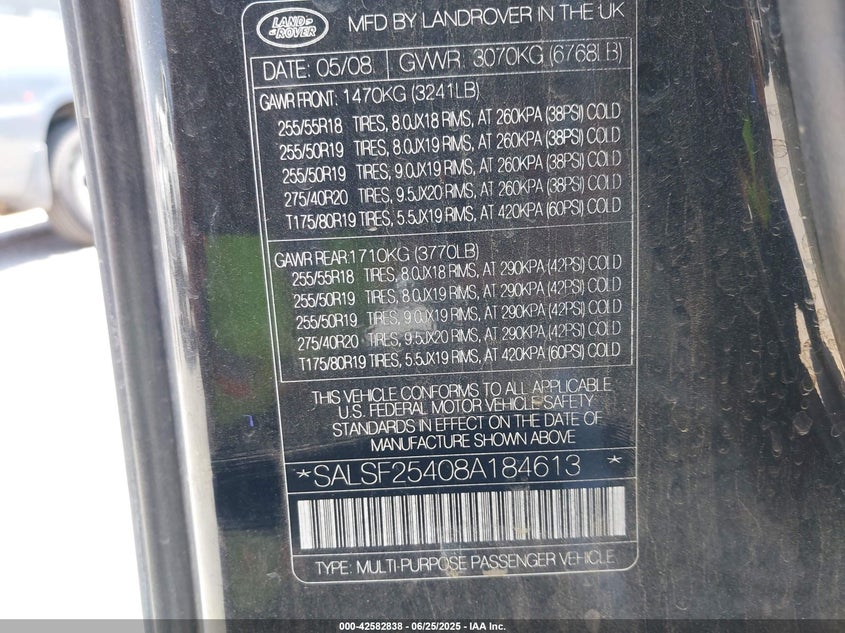 LAND ROVER
MFD BY LANDROVER IN THE UK
DATE: 05/08 GVWR: 3070KG (6768LB)
GAWR FRONT: 1470KG (3241LB)
255/55R18 TIRES, 8.0JX18 RIMS, AT 260KPA (38PSI) COLD
255/50R19 TIRES, 8.0JX19 RIMS, AT 260KPA (38PSI) COLD
255/50R19 TIRES, 9.0JX19 RIMS, AT 260KPA (38PSI) COLD
275/40R20 TIRES, 9.5JX20 RIMS, AT 260KPA (38PSI) COLD
T175/80R19 TIRES, 5.5JX19 RIMS, AT 420KPA (60PSI) COLD
GAWR REAR: 1710KG (3770LB)
255/55R18 TIRES, 8.0JX18 RIMS, AT 290KPA (42PSI) COLD
255/50R19 TIRES, 8.0JX19 RIMS, AT 290KPA (42PSI) COLD
255/50R19 TIRES, 9.0JX19 RIMS, AT 290KPA (42PSI) COLD
275/40R20 TIRES, 9.5JX20 RIMS, AT 290KPA (42PSI) COLD
T175/80R19 TIRES, 5.5JX19 RIMS, AT 420KPA (60PSI) COLD
THIS VEHICLE CONFORMS TO ALL APPLICABLE
U.S. FEDERAL MOTOR VEHICLE SAFETY
STANDARDS IN EFFECT ON THE DATE OF
MANUFACTURE SHOWN ABOVE
*SALSF25408A184613 *
TYPE: MULTI-PURPOSE PASSENGER VEHICLE
000-42582838 - 06/25/2025 - IAA Inc.